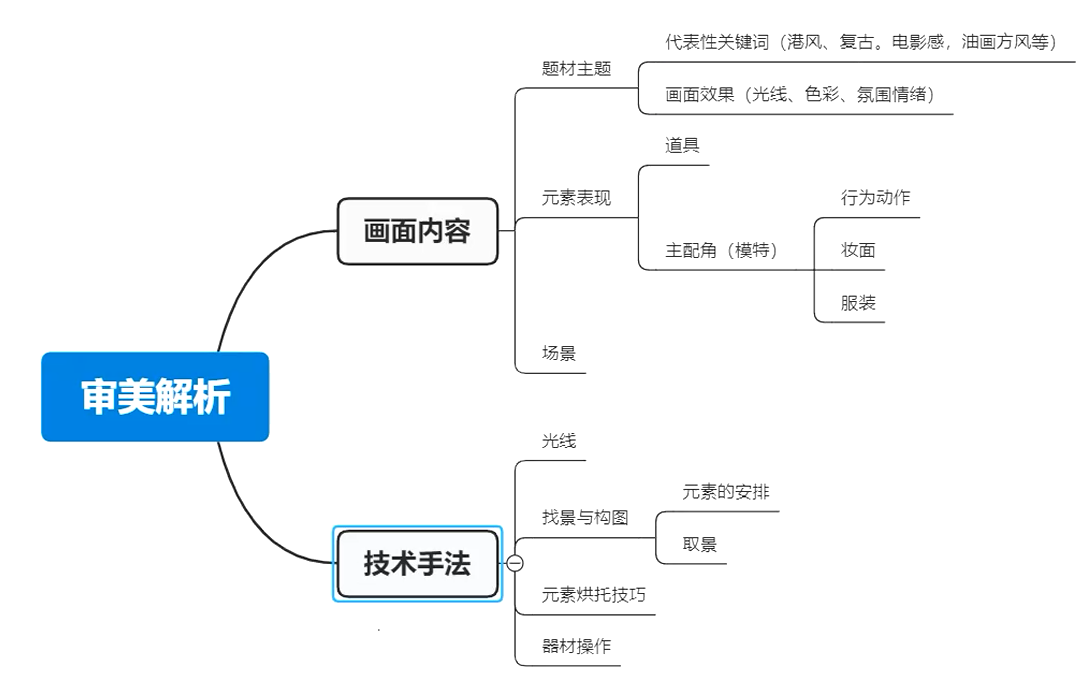 代表性关键词（港风、复古。电影感，油画方风等）
题材主题
画面效果（光线、色彩、氛围情绪）
道具
元素表现
行为动作
画面内容
主配角（模特）
妆面
服装
场景
审美解析
光线
元素的安排
找景与构图
取景
技术手法
元素烘托技巧
器材操作